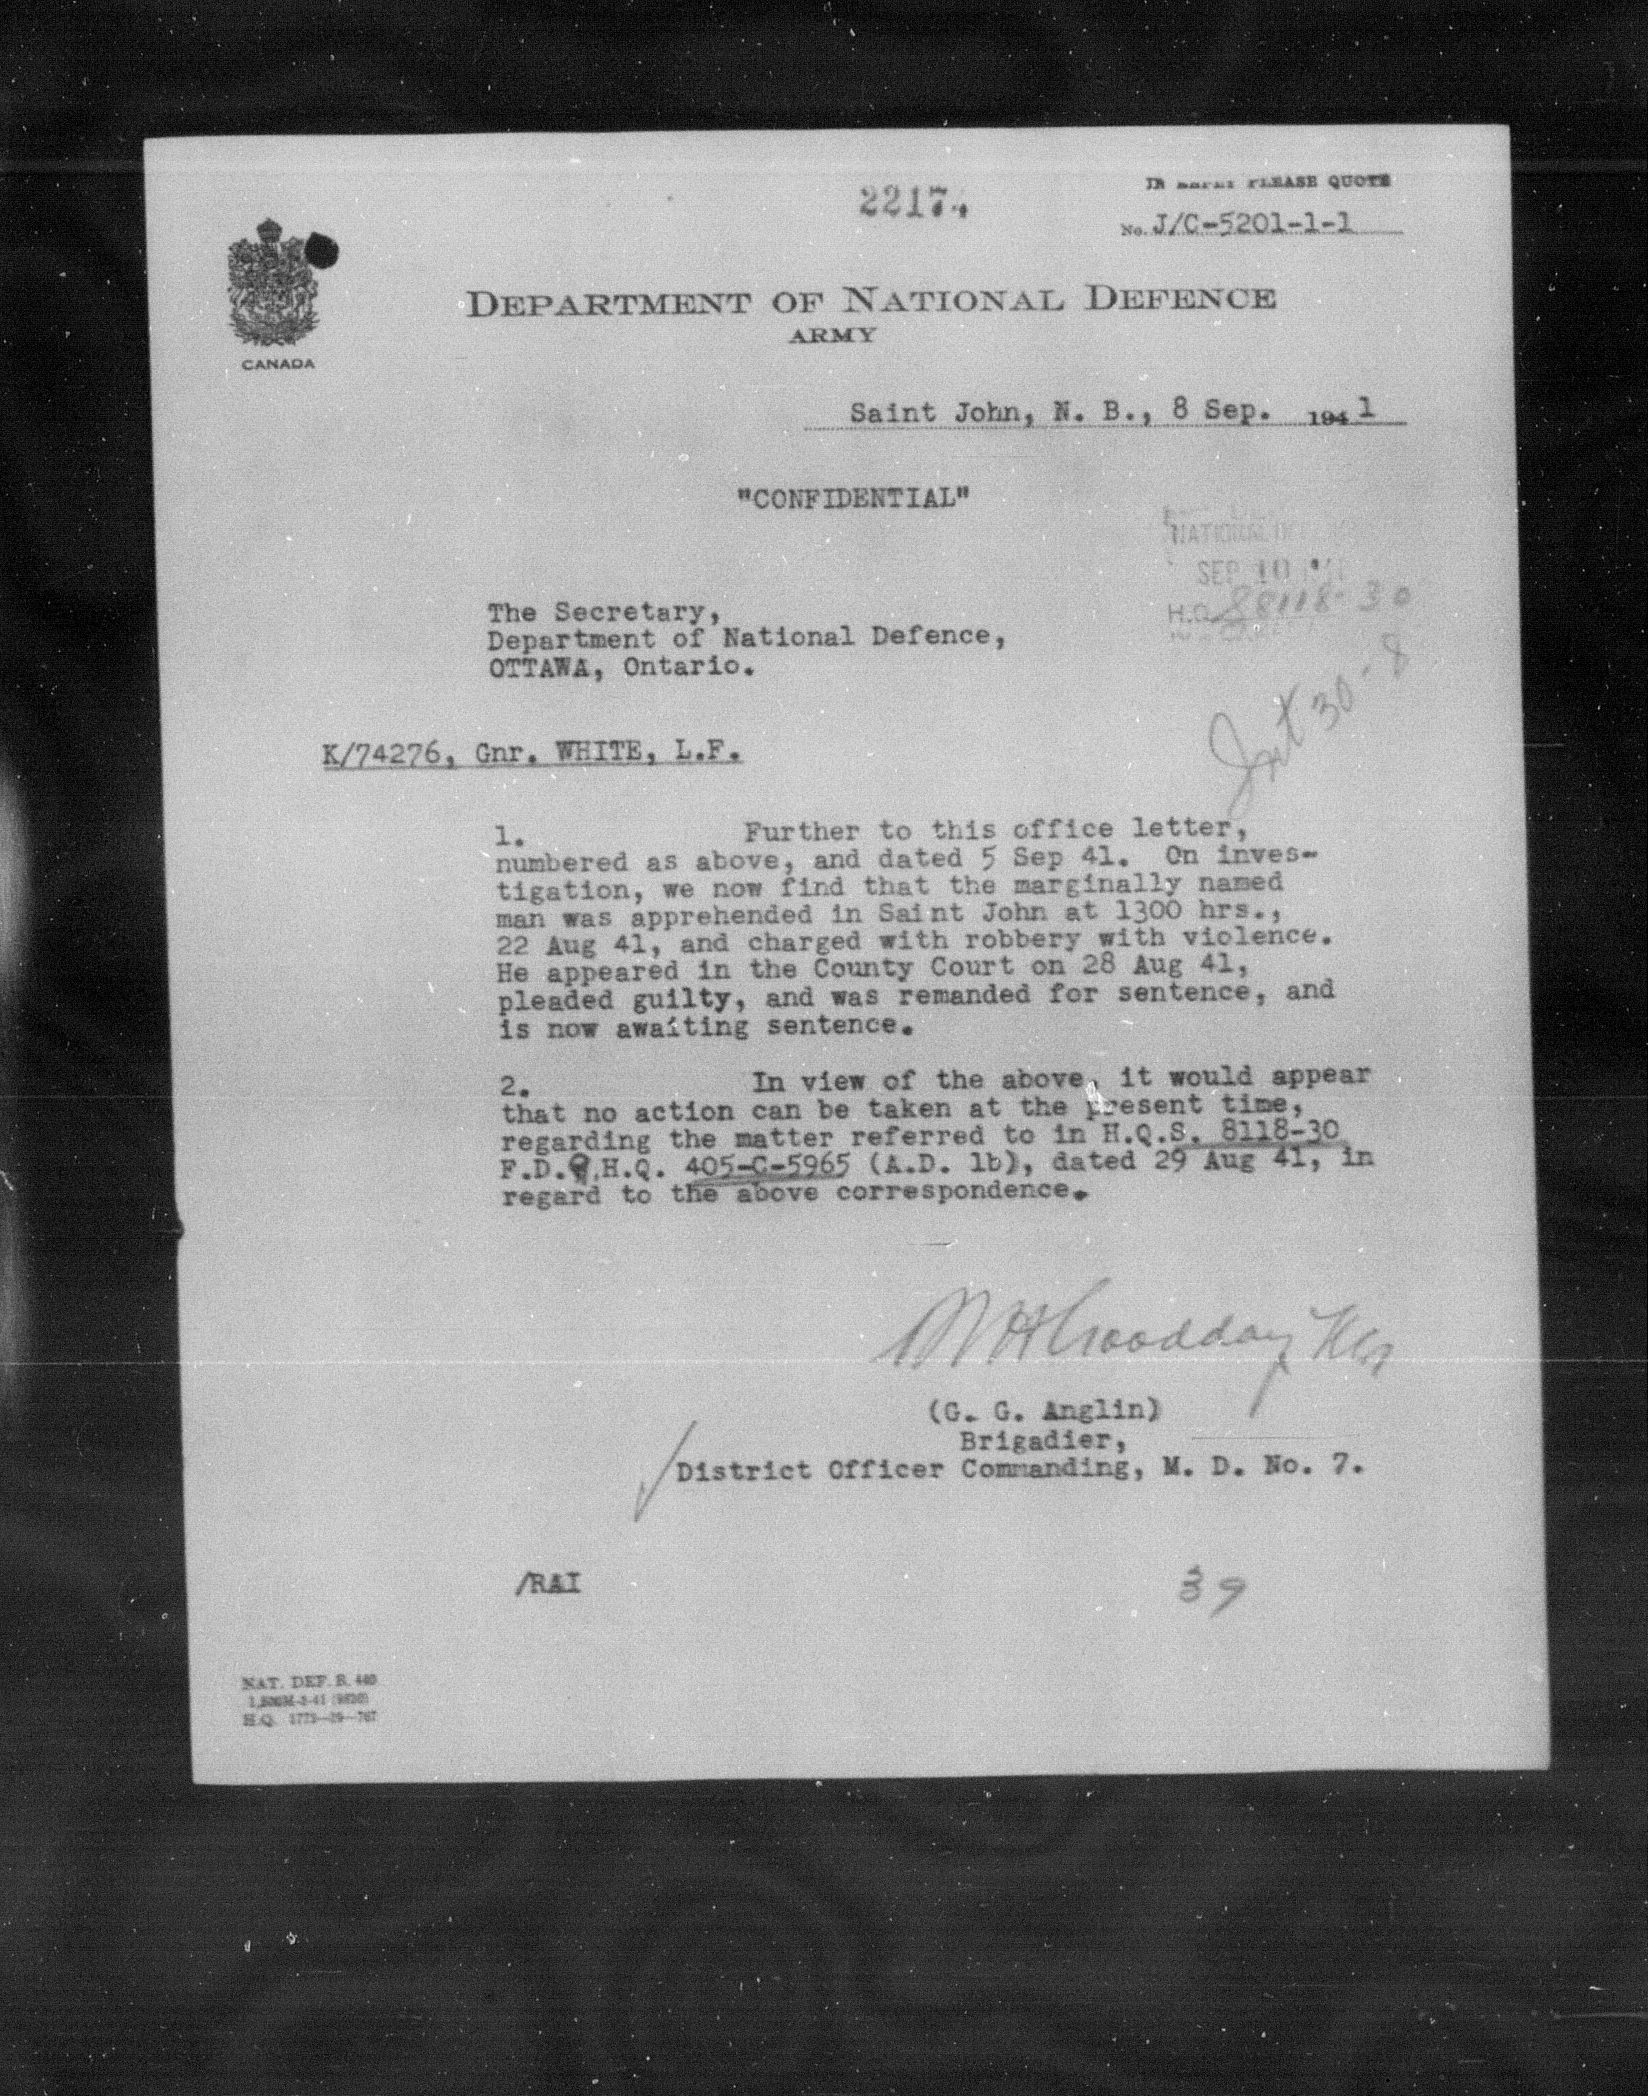 2217.
PLEASE QUOTE
No. J/C-5201-1-1
CANADA
DEPARTMENT OF NATIONAL DEFENCE
ARMY
Saint John, N. B., 8 Sep. 1941
"CONFIDENTIAL"
NATIONAL
SEP 10
H.Q. 8118-30
The Secretary,
Department of National Defence,
OTTAWA, Ontario.
30-8
K/74276, Gnr. WHITE, L.F.
1. Further to this office letter,
numbered as above, and dated 5 Sep 41. On inves-
tigation, we now find that the marginally named
man was apprehended in Saint John at 1300 hrs.,
22 Aug 41, and charged with robbery with violence.
He appeared in the County Court on 28 Aug 41,
pleaded guilty, and was remanded for sentence, and
is now awaiting sentence.
2. In view of the above, it would appear
that no action can be taken at the present time,
regarding the matter referred to in H.Q.S. 8118-30
F.D. H.Q. 405-C-5965 (A.D. 1b), dated 29 Aug 41, in
regard to the above correspondence.
(G. G. Anglin)
Brigadier,
District Officer Commanding, M. D. No. 7.
/RAI
39
NAT. DEF. B. 440
H.Q. 1772-39-767